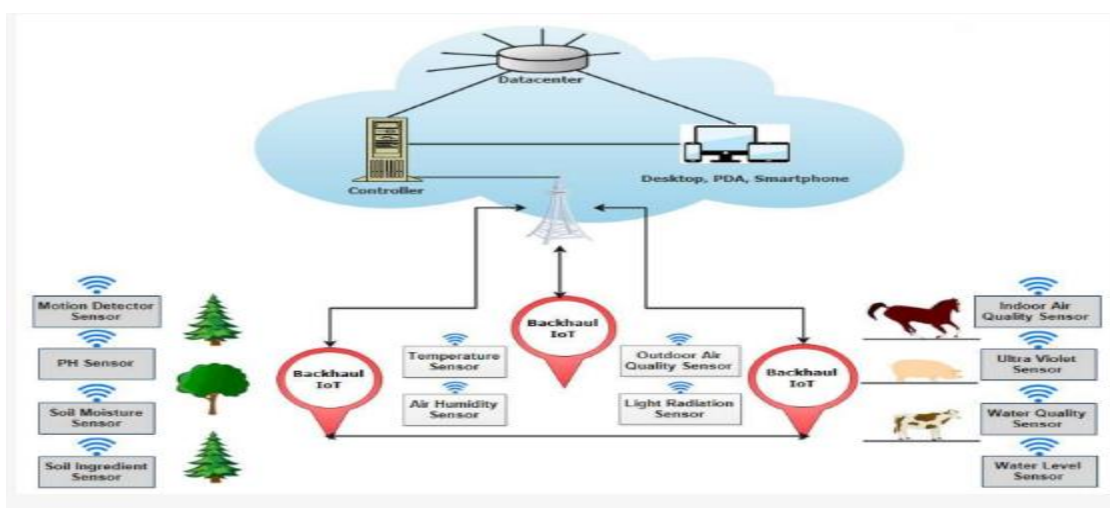 Datacenter
Controller
Desktop, PDA, Smartphone
Motion Detector
Sensor
PH Sensor
Soil Moisture
Sensor
Soil Ingredient
Sensor
Backhaul
IoT
Temperature
Sensor
Air Humidity
Sensor
Backhaul
IoT
Outdoor Air
Quality Sensor
Light Radiation
Sensor
Backhaul
IoT
Indoor Air
Quality Sensor
Ultra Violet
Sensor
Water Quality
Sensor
Water Level
Sensor